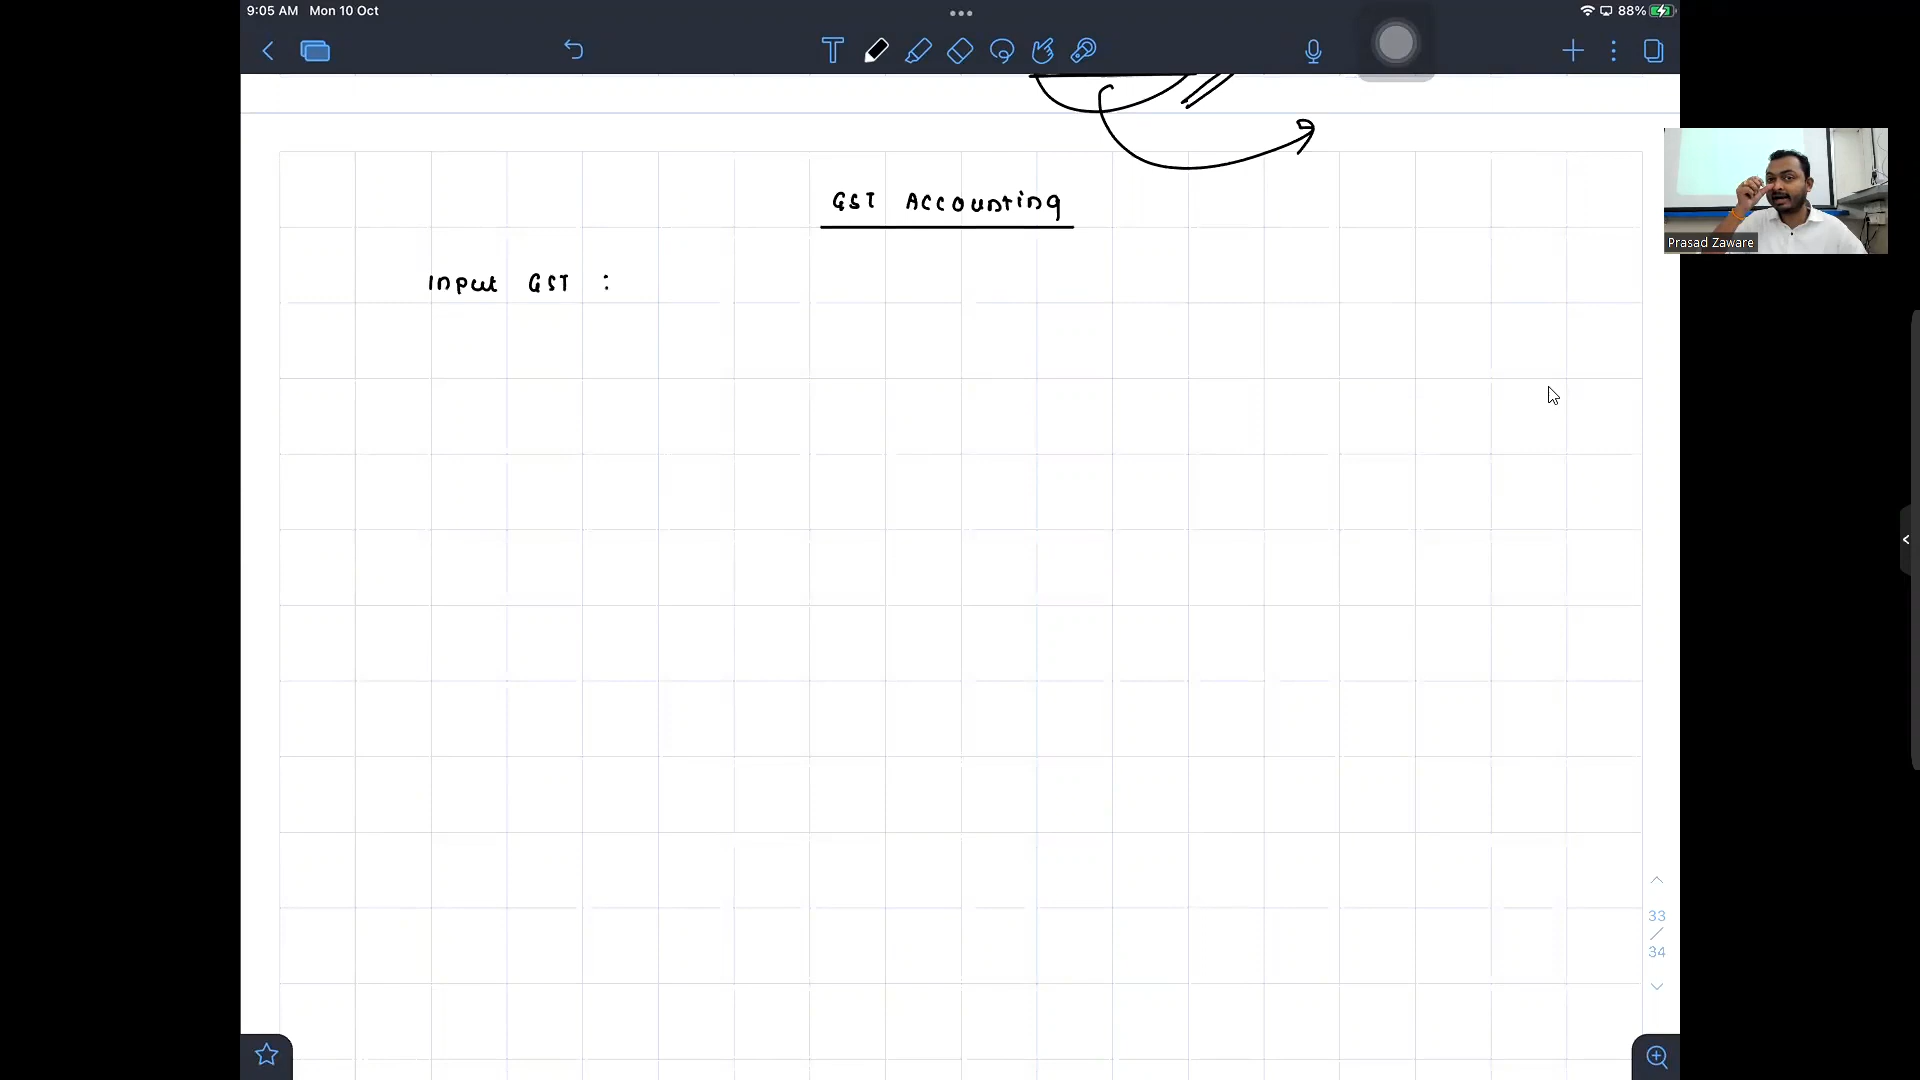 9:05 AM Mon 10 Oct
88%
GST Accounting
Input GST :
Prasad Zaware
33
34